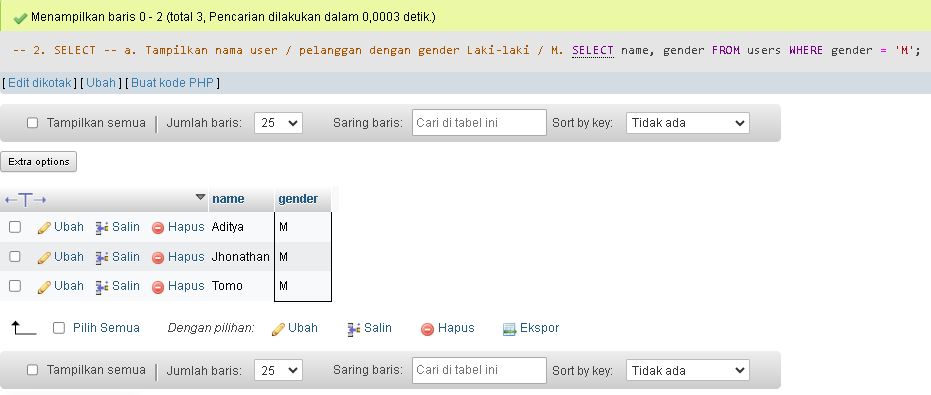 Menampilkan baris 0 - 2 (total 3, Pencarian dilakukan dalam 0,0003 detik.)
-- 2. SELECT -- a. Tampilkan nama user / pelanggan dengan gender Laki-laki / M. SELECT name, gender FROM users WHERE gender = 'M';
[ Edit dikotak ] [ Ubah ] [ Buat kode PHP ]
Tampilkan semua | Jumlah baris: 25 Saring baris: Cari di tabel ini Sort by key: Tidak ada
Extra options
←T→ name gender
Ubah Salin Hapus Aditya M
Ubah Salin Hapus Jhonathan M
Ubah Salin Hapus Tomo M
Pilih Semua Dengan pilihan: Ubah Salin Hapus Ekspor
Tampilkan semua | Jumlah baris: 25 Saring baris: Cari di tabel ini Sort by key: Tidak ada